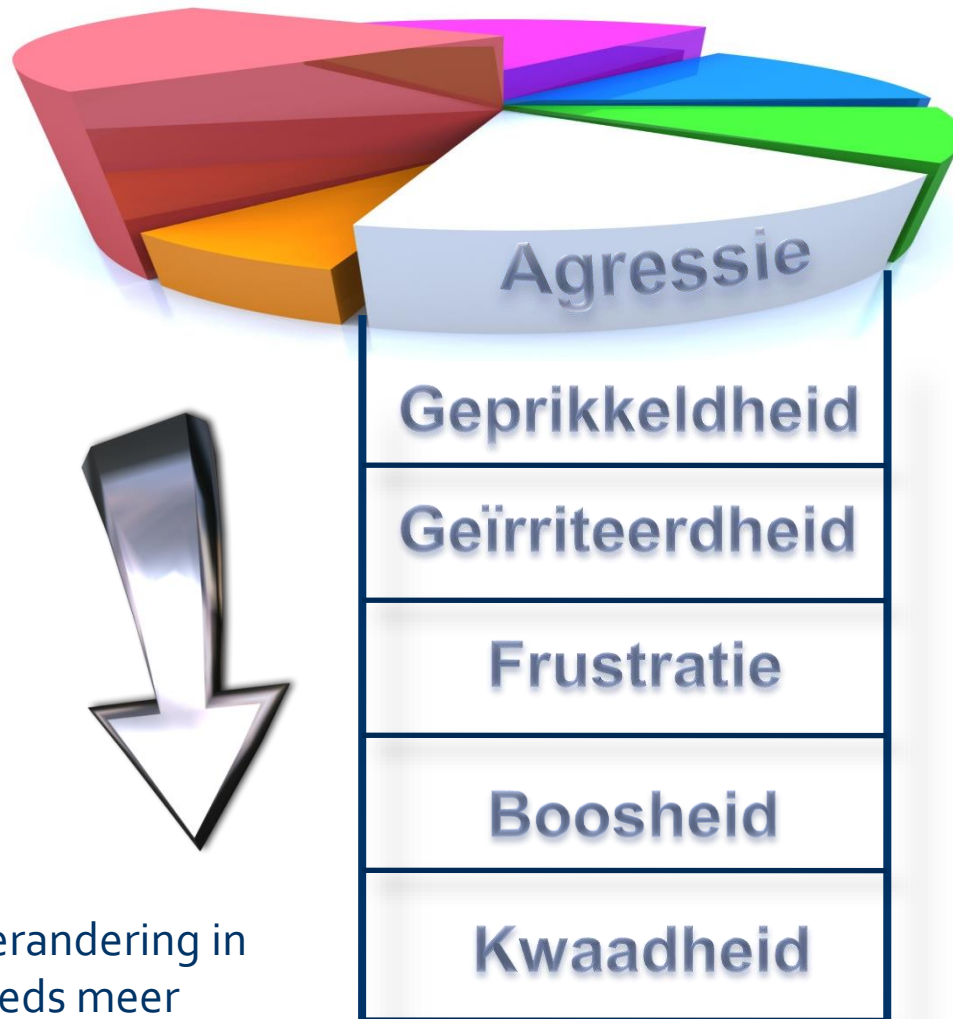 Agressie
Geprikkeldheid
Geïrriteerdheid
Frustratie
Boosheid
Kwaadheid
erandering in
eds meer